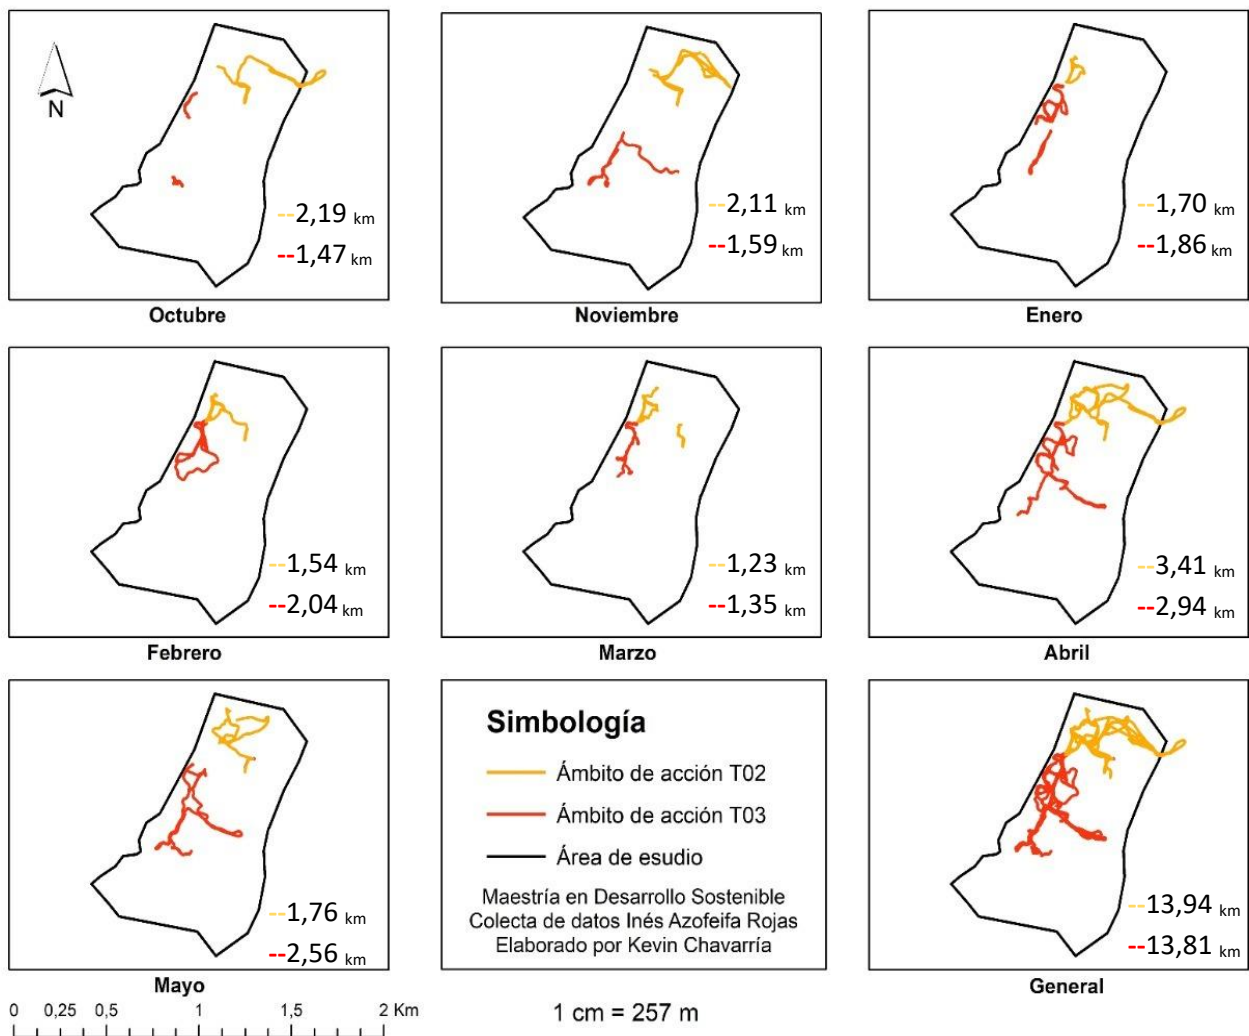 N
--2,19 km
--1,47 km
Octubre
--2,11 km
--1,59 km
Noviembre
--1,70 km
--1,86 km
Enero
--1,54 km
--2,04 km
Febrero
--1,23 km
--1,35 km
Marzo
--3,41 km
--2,94 km
Abril
--1,76 km
--2,56 km
Mayo
Simbología
Ámbito de acción T02
Ámbito de acción T03
Área de esudio
Maestría en Desarrollo Sostenible
Colecta de datos Inés Azofeifa Rojas
Elaborado por Kevin Chavarría
--13,94 km
--13,81 km
General
0 0,25 0,5 1 1,5 2 Km
1 cm = 257 m